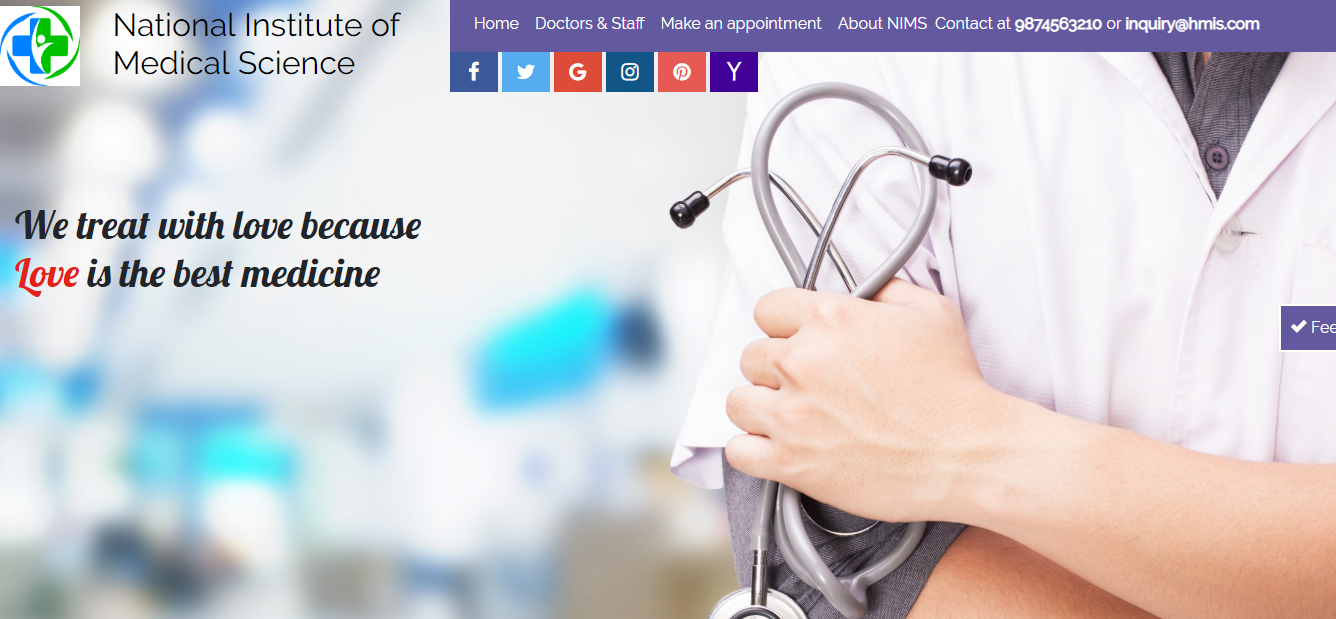 National Institute of
Medical Science
Home Doctors & Staff Make an appointment About NIMS Contact at 9874563210 or inquiry@hmis.com
f G Y
We treat with love because
Love is the best medicine
Fee